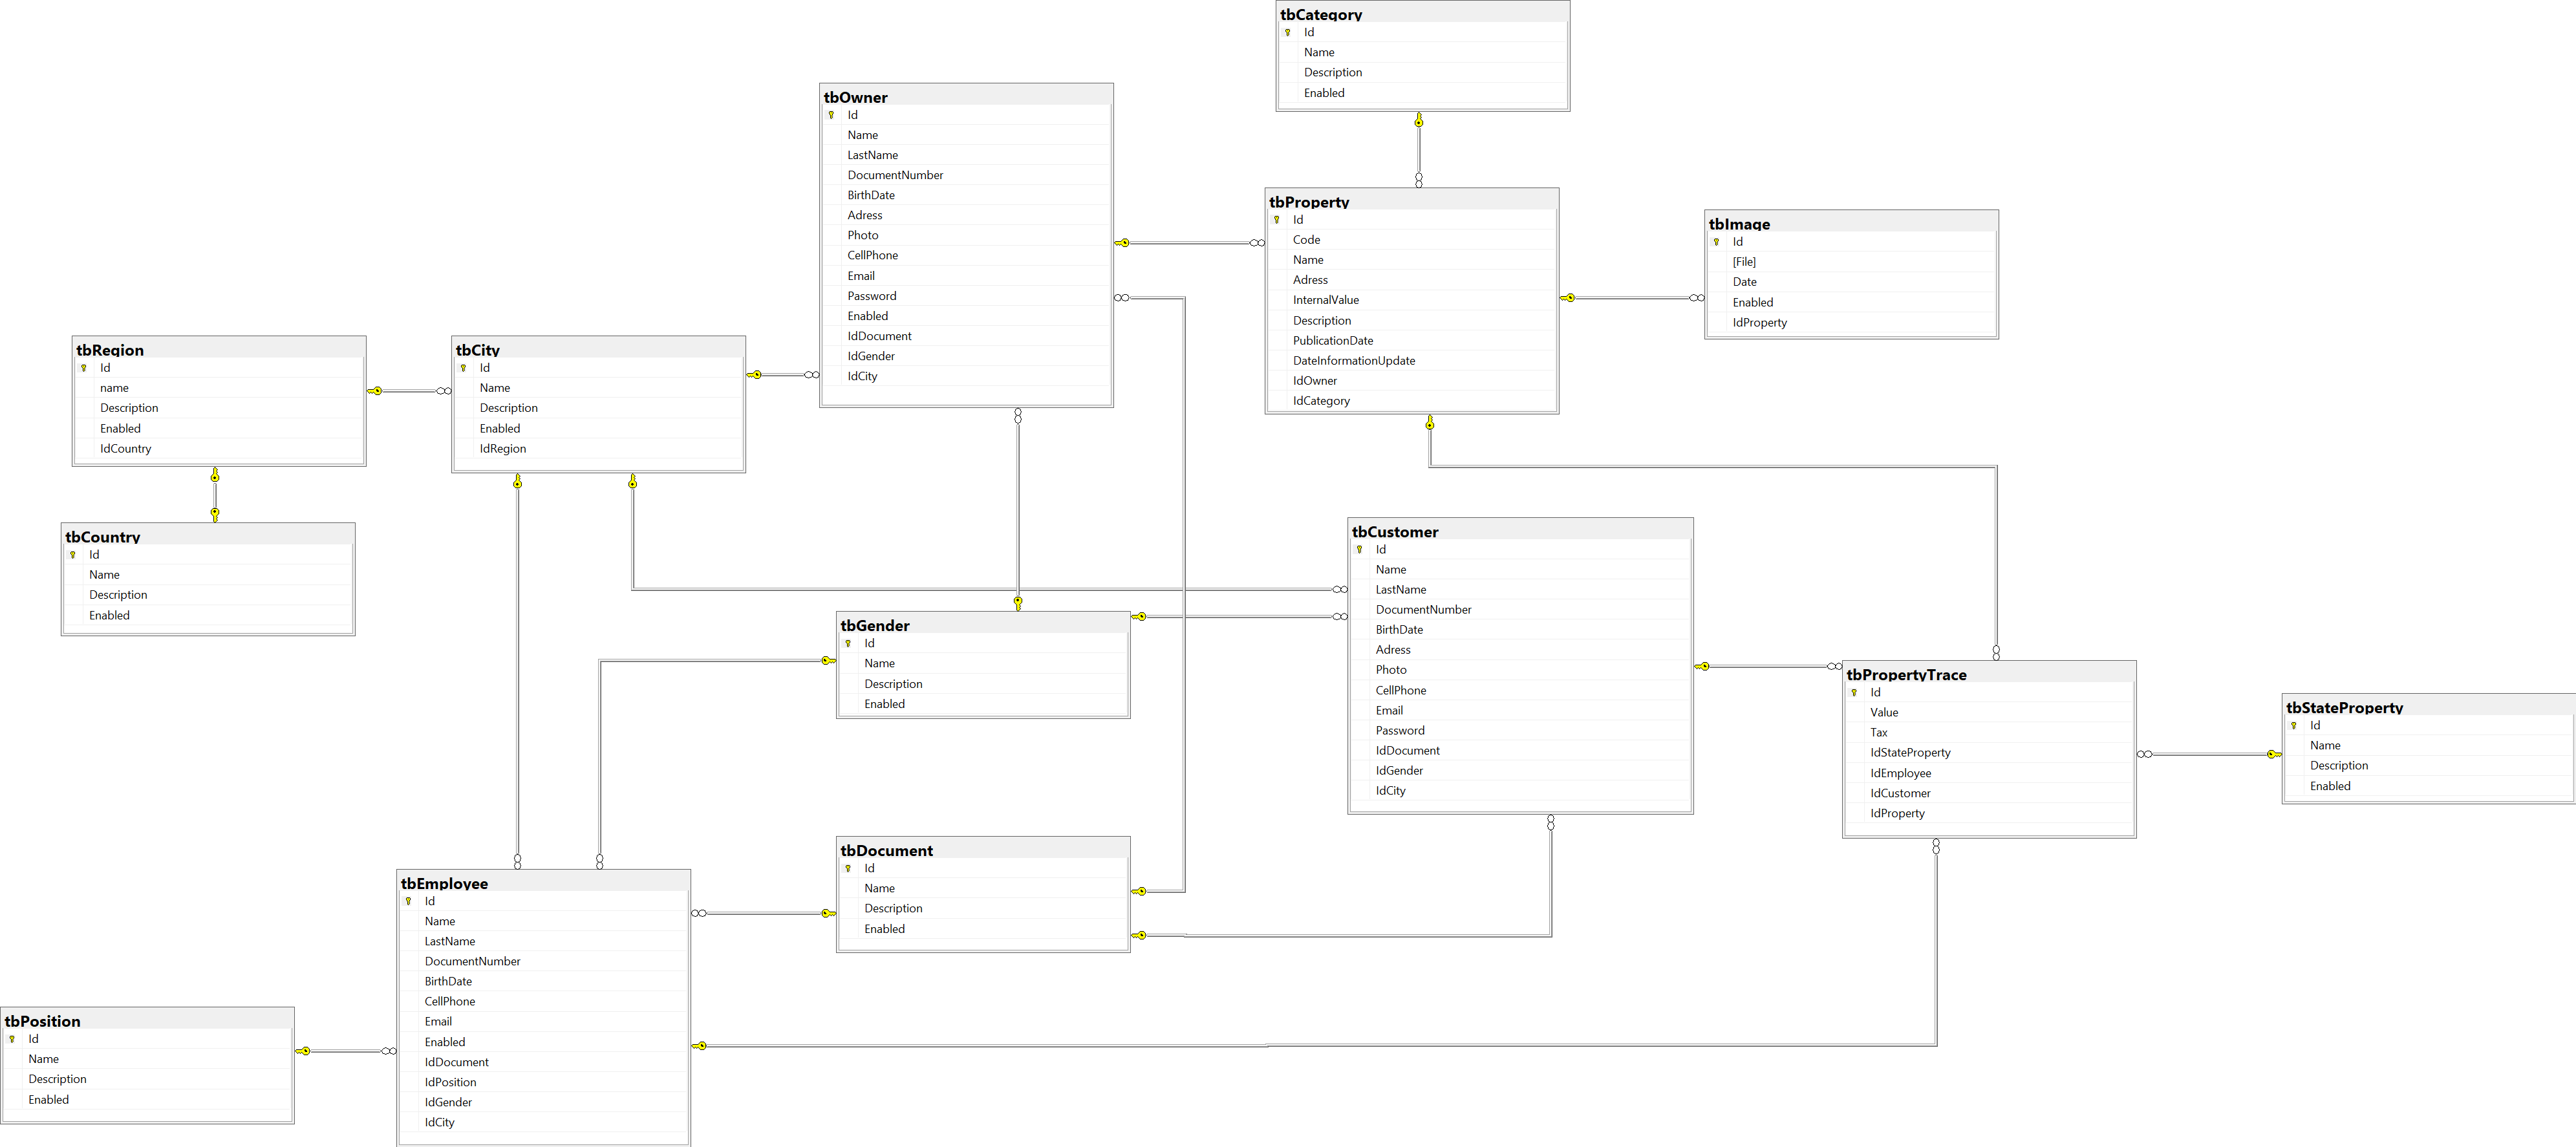 tbCategory
Id
Name
Description
Enabled
tbOwner
Id
Name
LastName
DocumentNumber
BirthDate
Adress
Photo
CellPhone
Email
Password
Enabled
IdDocument
IdGender
IdCity
tbProperty
Id
Code
Name
Adress
InternalValue
Description
PublicationDate
DateInformationUpdate
IdOwner
IdCategory
tbImage
Id
[File]
Date
Enabled
IdProperty
tbRegion
Id
name
Description
Enabled
IdCountry
tbCity
Id
Name
Description
Enabled
IdRegion
tbCountry
Id
Name
Description
Enabled
tbCustomer
Id
Name
LastName
DocumentNumber
BirthDate
Adress
Photo
CellPhone
Email
Password
IdDocument
IdGender
IdCity
tbGender
Id
Name
Description
Enabled
tbPropertyTrace
Id
Value
Tax
IdStateProperty
IdEmployee
IdCustomer
IdProperty
tbStateProperty
Id
Name
Description
Enabled
tbDocument
Id
Name
Description
Enabled
tbEmployee
Id
Name
LastName
DocumentNumber
BirthDate
CellPhone
Email
Enabled
IdDocument
IdPosition
IdGender
IdCity
tbPosition
Id
Name
Description
Enabled